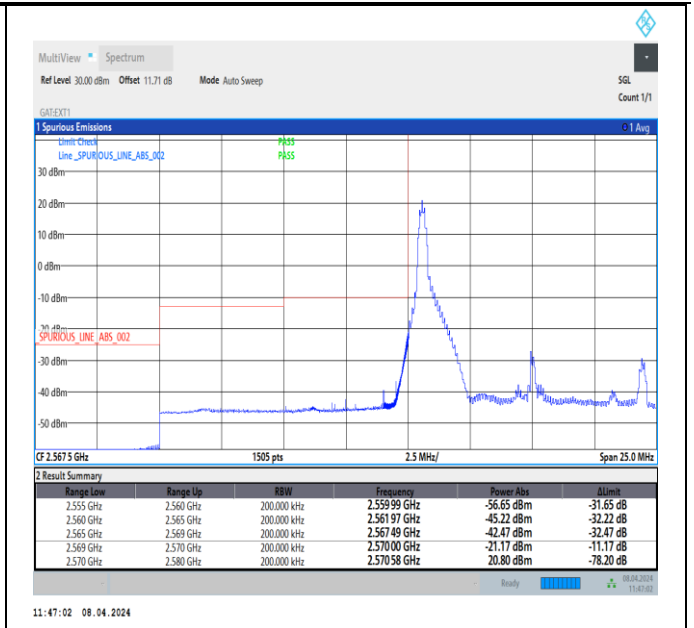 MultiView Spectrum
Ref Level 30.00 dBm Offset 11.71 dB Mode Auto Sweep SGL
Count 1/1
GAT:EXT1
1 Spurious Emissions 1 Avg
Limit Check PASS
Line _SPURIOUS_LINE_ABS_002 PASS
30 dBm
20 dBm
10 dBm
0 dBm
-10 dBm
-20 dBm
_SPURIOUS_LINE_ABS_002
-30 dBm
-40 dBm
-50 dBm
CF 2.567 5 GHz 1505 pts 2.5 MHz/ Span 25.0 MHz
2 Result Summary
Range Low Range Up RBW Frequency Power Abs ΔLimit
2.555 GHz 2.560 GHz 200.000 kHz 2.559 99 GHz -56.65 dBm -31.65 dB
2.560 GHz 2.565 GHz 200.000 kHz 2.561 97 GHz -45.22 dBm -32.22 dB
2.565 GHz 2.569 GHz 200.000 kHz 2.567 49 GHz -42.47 dBm -32.47 dB
2.569 GHz 2.570 GHz 200.000 kHz 2.570 00 GHz -21.17 dBm -11.17 dB
2.570 GHz 2.580 GHz 200.000 kHz 2.570 58 GHz 20.80 dBm -78.20 dB
Ready 08.04.2024
11:47:02
11:47:02 08.04.2024